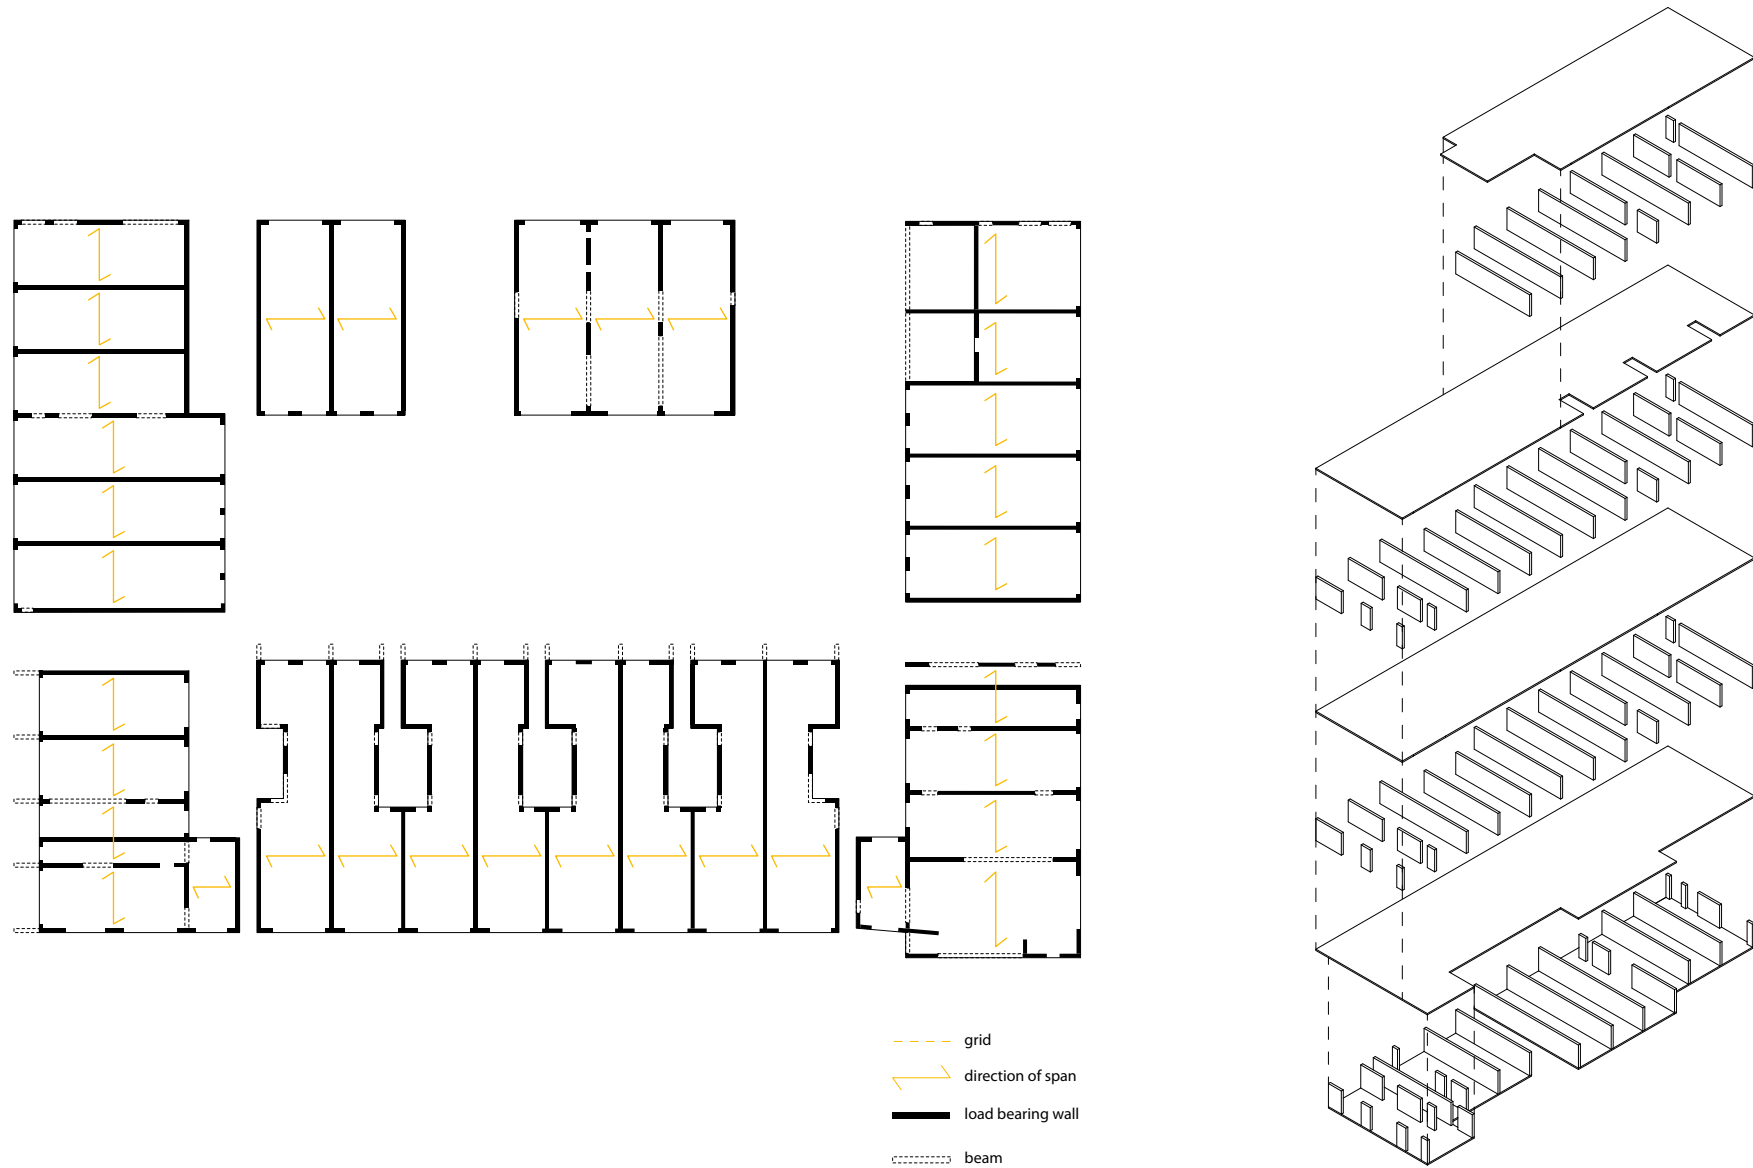 grid
direction of span
load bearing wall
beam